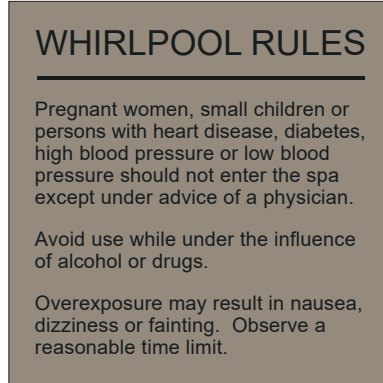 WHIRLPOOL RULES
Pregnant women, small children or
persons with heart disease, diabetes,
high blood pressure or low blood
pressure should not enter the spa
except under advice of a physician.
Avoid use while under the influence
of alcohol or drugs.
Overexposure may result in nausea,
dizziness or fainting.  Observe a
reasonable time limit.